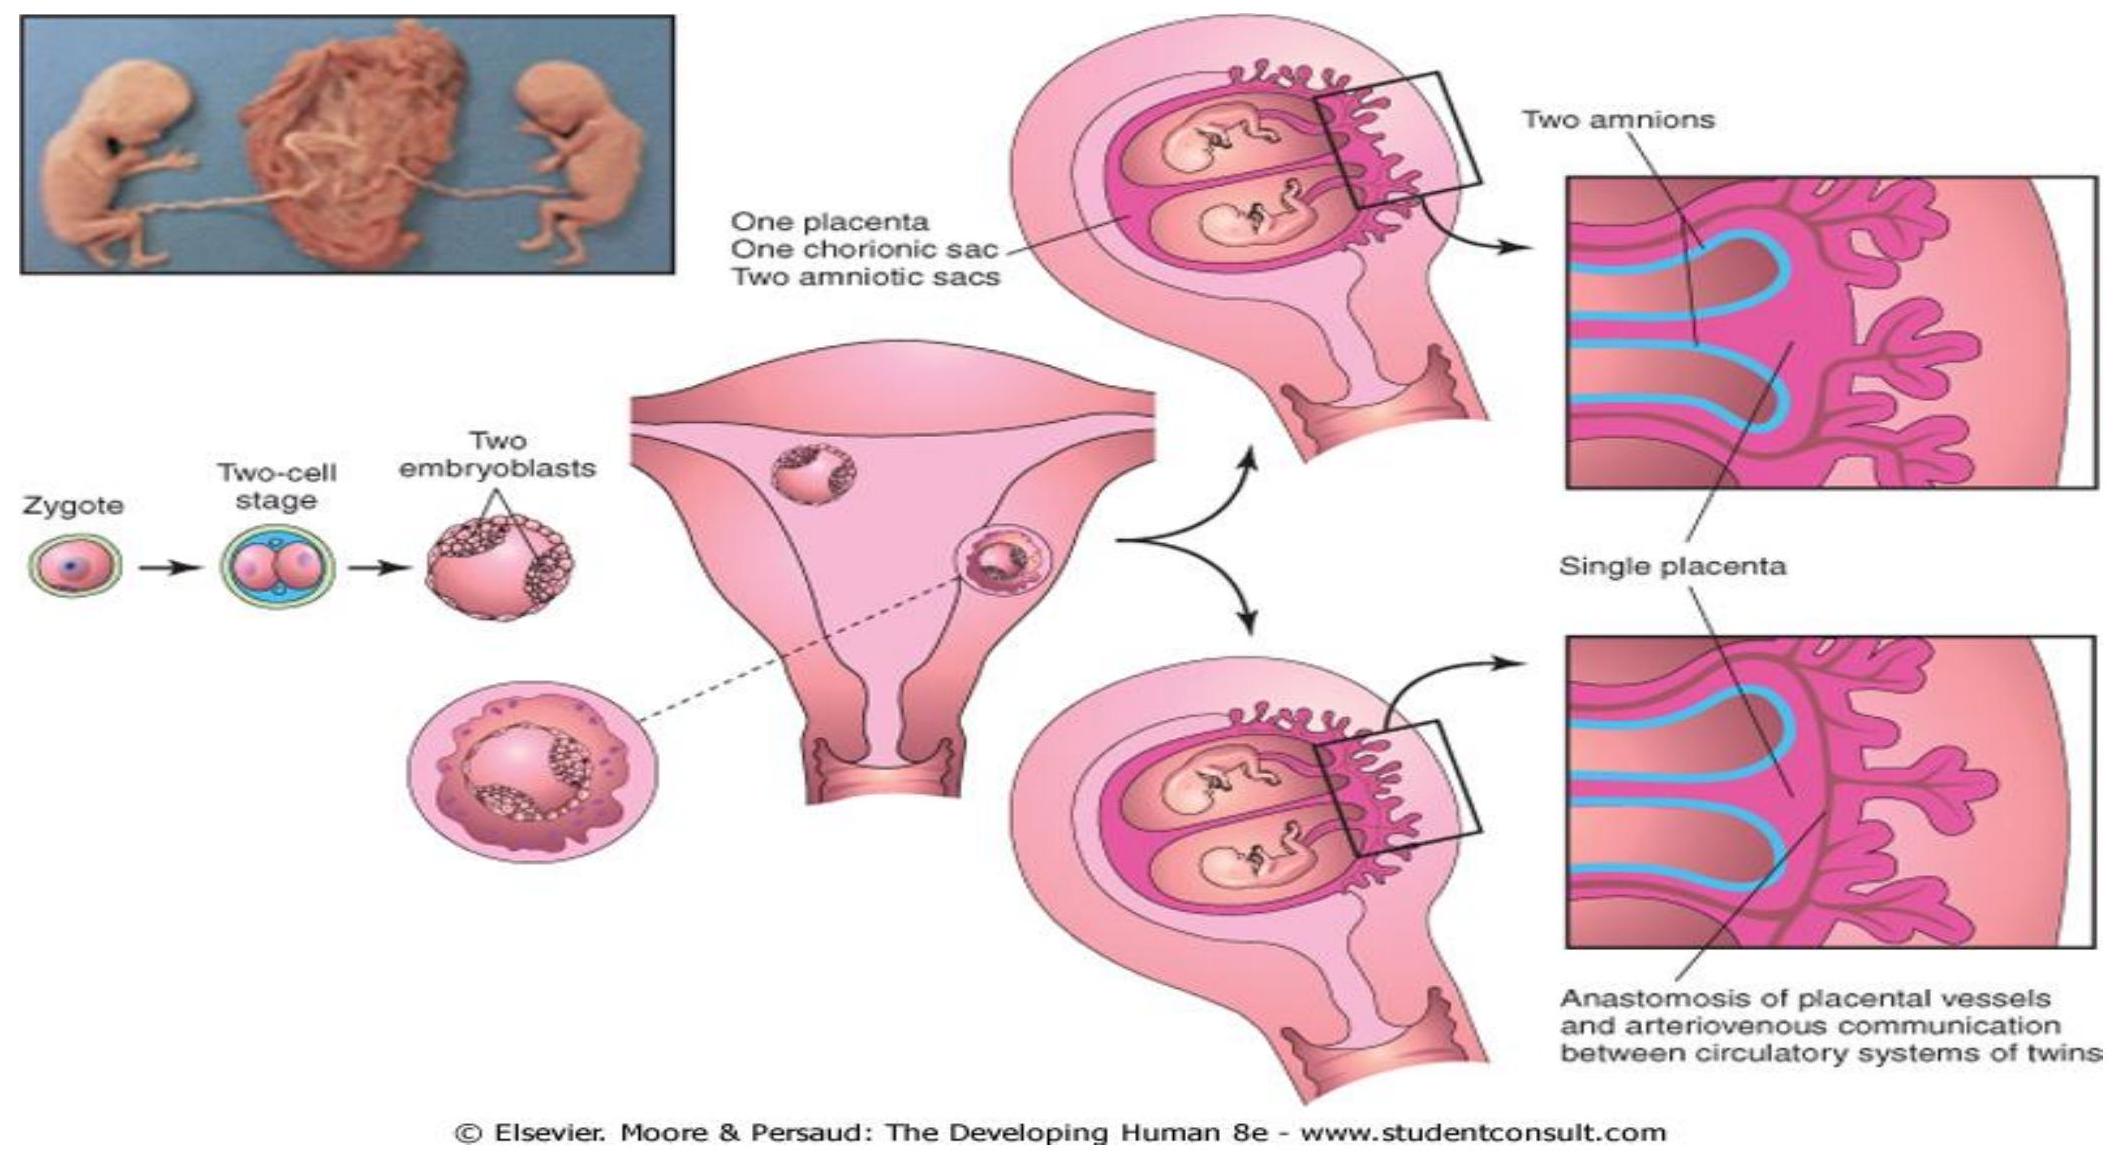 Two amnions
One placenta
One chorionic sac
Two amniotic sacs
Two
embryoblasts
Two-cell
stage
Zygote
Single placenta
Anastomosis of placental vessels
and arteriovenous communication
between circulatory systems of twins
© Elsevier. Moore & Persaud: The Developing Human 8e - www.studentconsult.com